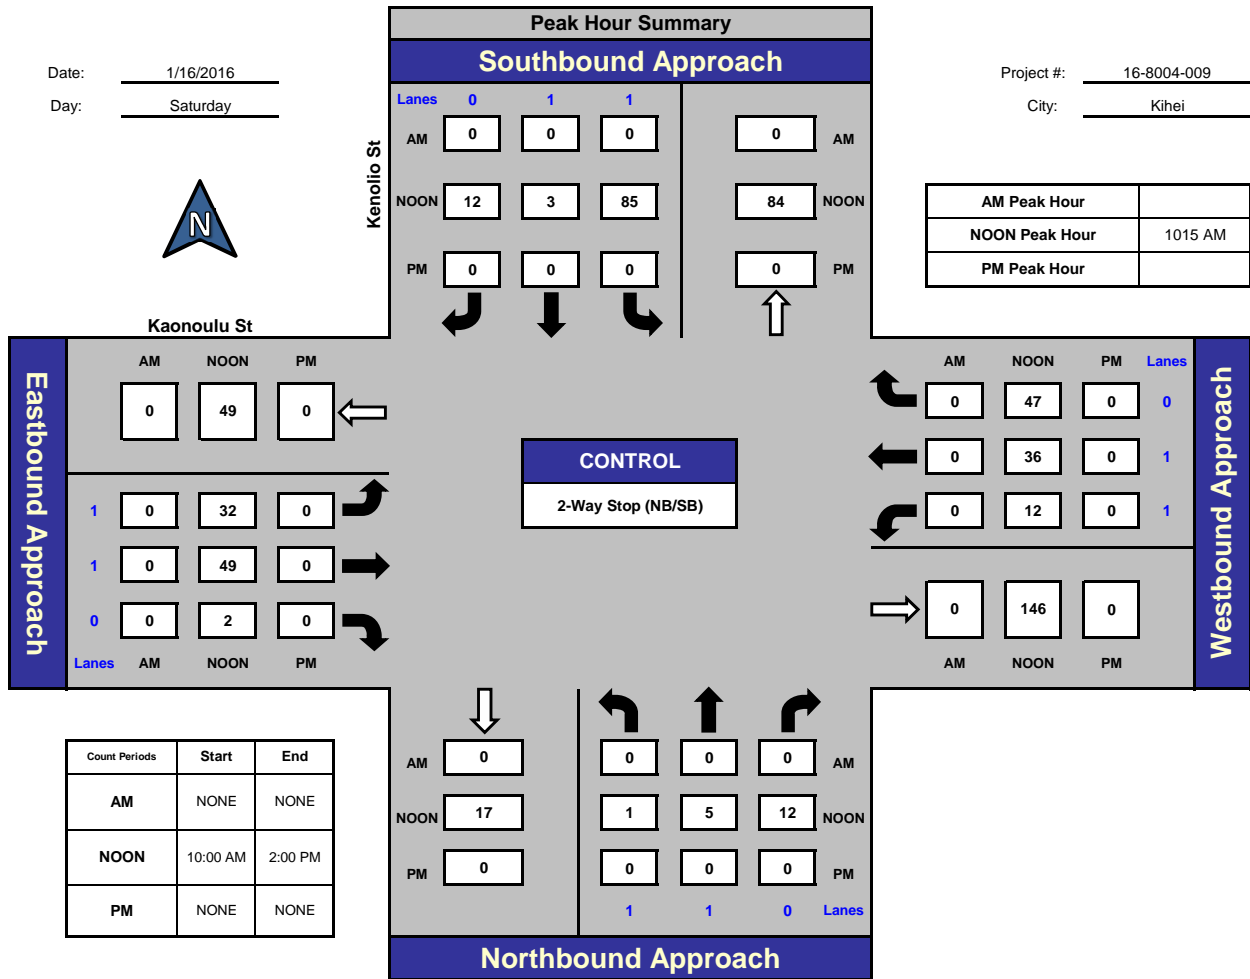 Peak Hour Summary
Southbound Approach
Date: 1/16/2016
Day: Saturday
Project #: 16-8004-009
City: Kihei
N
Kenolio St
Lanes 0 1 1
AM 0 0 0 0 AM
NOON 12 3 85 84 NOON
PM 0 0 0 0 PM
AM Peak Hour
NOON Peak Hour 1015 AM
PM Peak Hour
Kaonoulu St
Eastbound Approach
AM NOON PM
0 49 0
1 0 32 0
1 0 49 0
0 0 2 0
Lanes AM NOON PM
CONTROL
2-Way Stop (NB/SB)
AM NOON PM Lanes
0 47 0 0
0 36 0 1
0 12 0 1
0 146 0
AM NOON PM
Westbound Approach
Count Periods Start End
AM NONE NONE
NOON 10:00 AM 2:00 PM
PM NONE NONE
AM 0 0 0 0 AM
NOON 17 1 5 12 NOON
PM 0 0 0 0 PM
1 1 0 Lanes
Northbound Approach